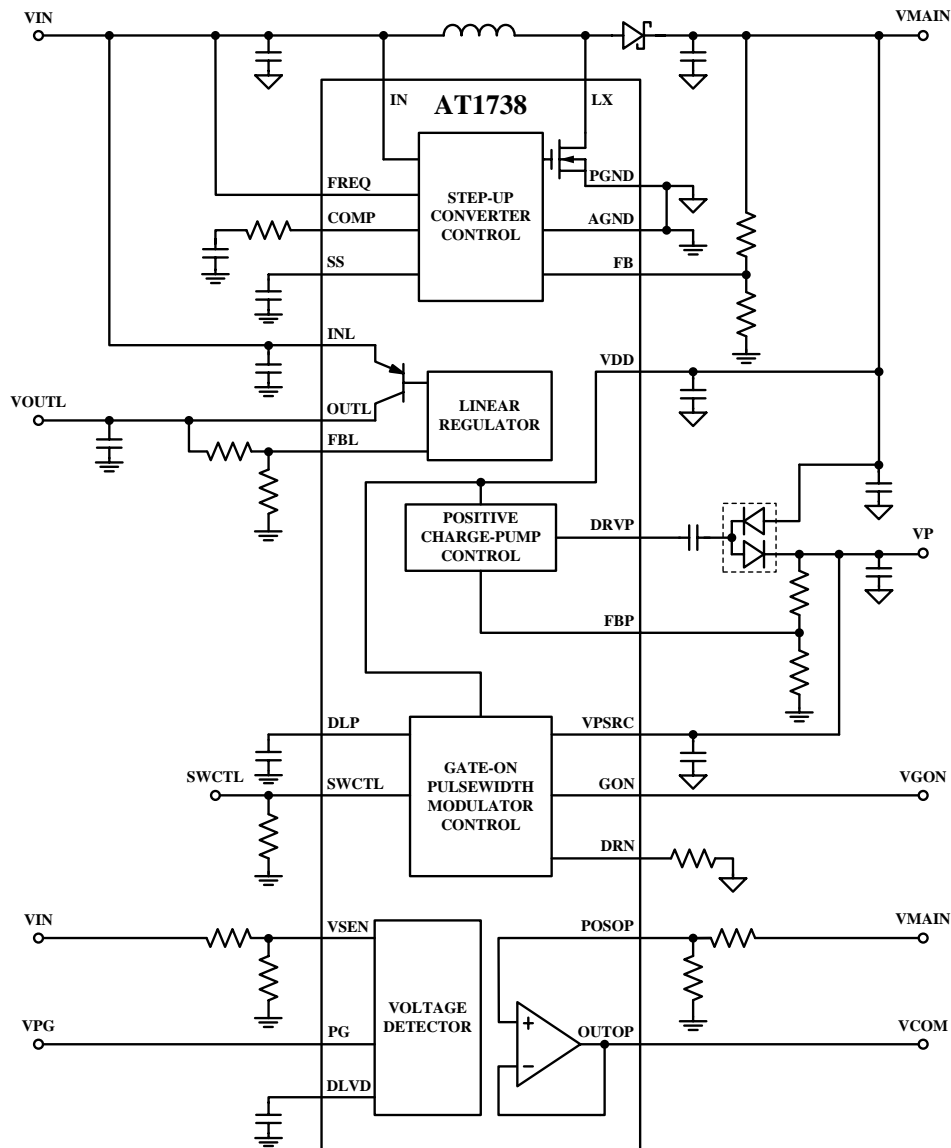 VIN
VMAIN
IN
AT1738
LX
FREQ
STEP-UP
CONVERTER
CONTROL
PGND
COMP
AGND
SS
FB
INL
VDD
VOUTL
OUTL
LINEAR
REGULATOR
FBL
POSITIVE
CHARGE-PUMP
CONTROL
DRVP
VP
FBP
DLP
VPSRC
SWCTL
SWCTL
GATE-ON
PULSEWIDTH
MODULATOR
CONTROL
GON
VGON
DRN
VIN
VSEN
POSOP
VMAIN
VOLTAGE
DETECTOR
+
−
VPG
PG
OUTOP
VCOM
DLVD